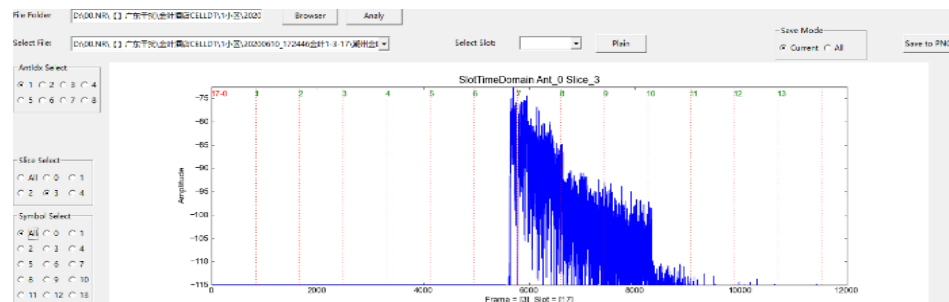 File Folder
Browser
Analy
Select File:
Select Slot:
Plain
Save Mode
Current
All
Save to PNG
AntIdx Select
1 2 3 4
5 6 7 8
SlotTimeDomain Ant_0 Slice_3
17-0 1 2 3 4 5 6 7 8 9 10 11 12 13
-75
-80
-85
-90
-95
-100
-105
-110
-115
Amplitude
Slice Select
All 0 1
2 3 4
Symbol Select
All 0 1
2 3 4
5 6 7
8 9 10
11 12 13
0 2000 4000 6000 8000 10000 12000
Frame = [3], Slot = [17]